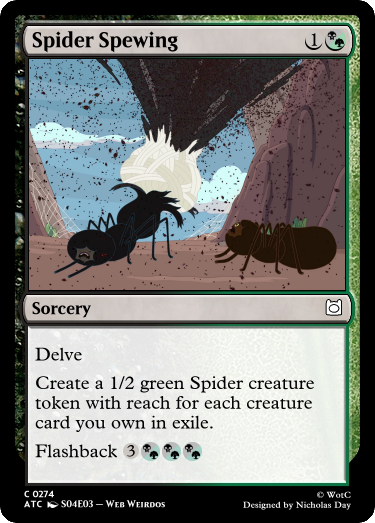 Spider Spewing 1
Sorcery
Delve
Create a 1/2 green Spider creature
token with reach for each creature
card you own in exile.
Flashback 3
C 0274
ATC S04E03 – Web Weirdos
© WotC
Designed by Nicholas Day